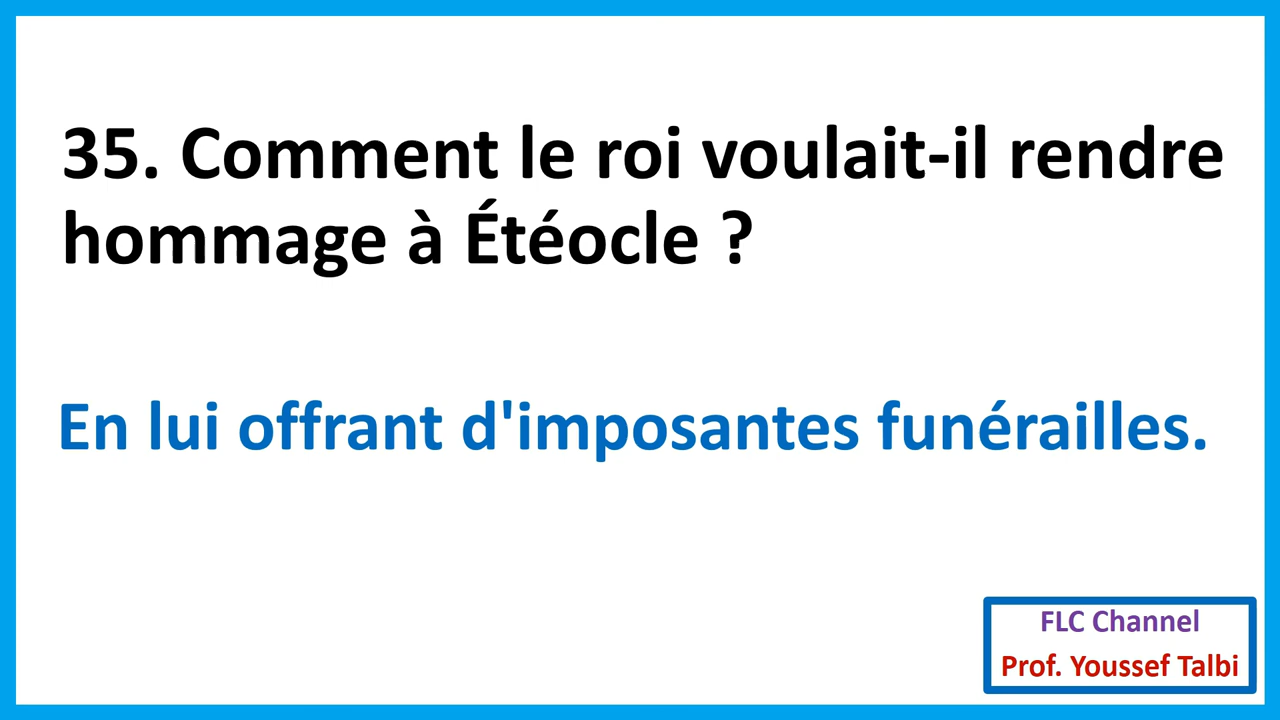 35. Comment le roi voulait-il rendre
hommage à Étéocle ?
En lui offrant d'imposantes funérailles.
FLC Channel
Prof. Youssef Talbi